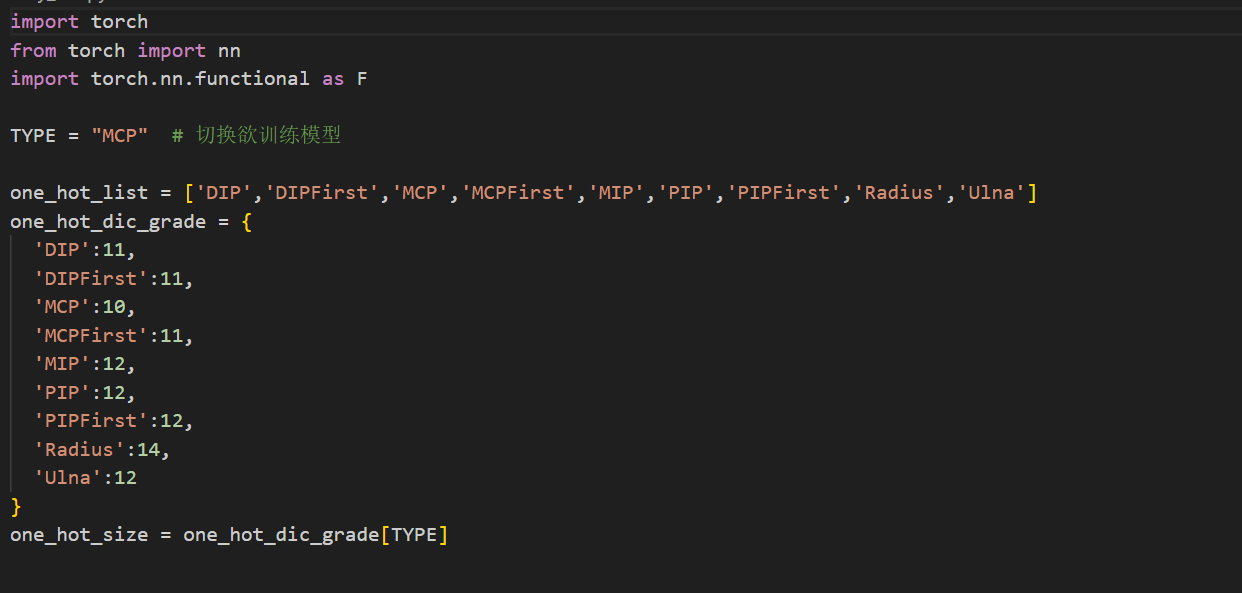 import torch
from torch import nn
import torch.nn.functional as F
TYPE = "MCP"  # 切换欲训练模型
one_hot_list = ['DIP','DIPFirst','MCP','MCPFirst','MIP','PIP','PIPFirst','Radius','Ulna']
one_hot_dic_grade = {
  'DIP':11,
  'DIPFirst':11,
  'MCP':10,
  'MCPFirst':11,
  'MIP':12,
  'PIP':12,
  'PIPFirst':12,
  'Radius':14,
  'Ulna':12
}
one_hot_size = one_hot_dic_grade[TYPE]